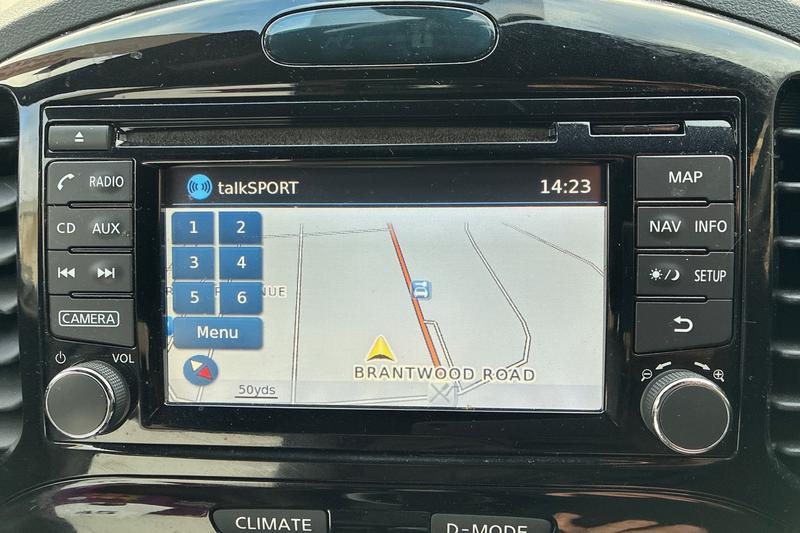 RADIO
CD AUX
CAMERA
VOL
talkSPORT 14:23
1 2
3 4
NUE
5 6
Menu
BRANTWOOD ROAD
50yds
MAP
NAV INFO
SETUP
CLIMATE
D-MODE